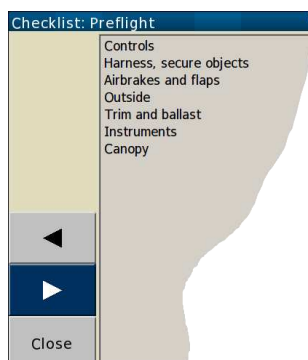 Checklist: Preflight
Controls
Harness, secure objects
Airbrakes and flaps
Outside
Trim and ballast
Instruments
Canopy
Close